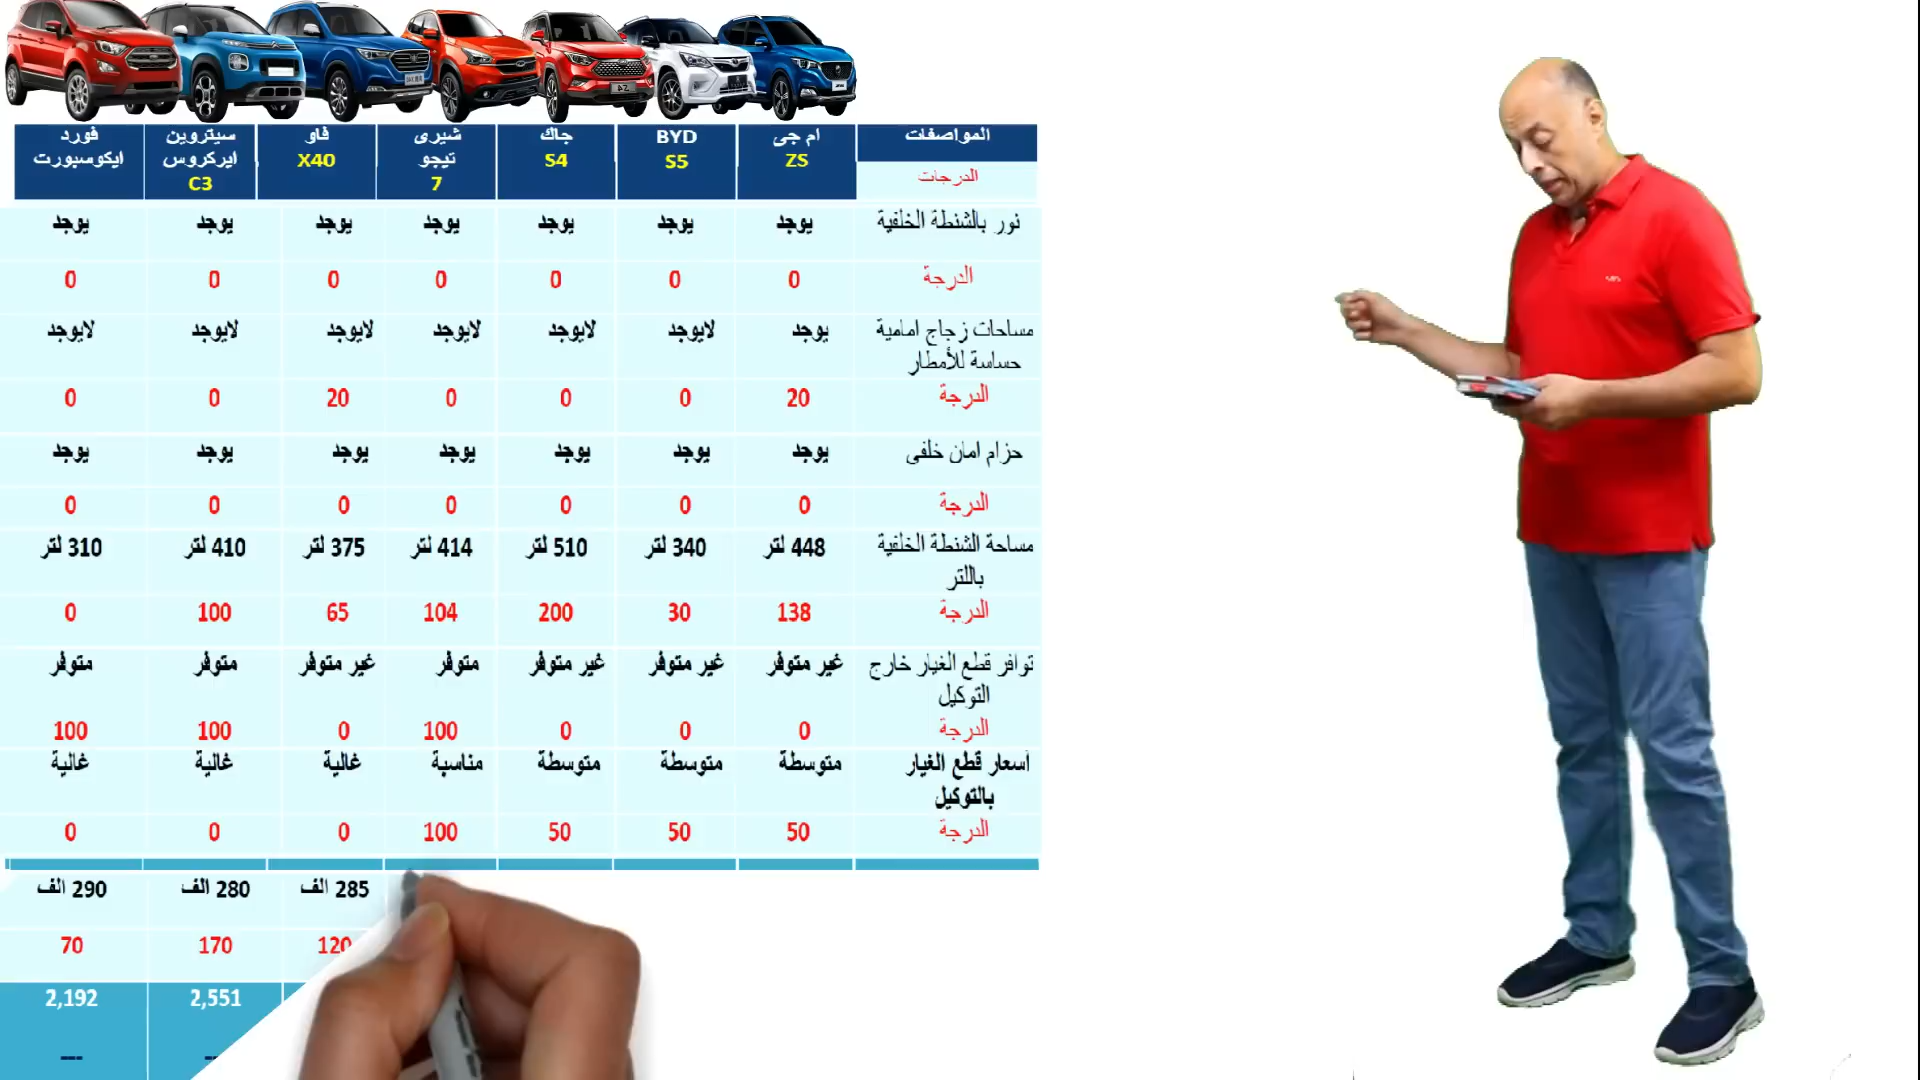 المواصفات ام جى BYD جاك شيرى فاو سيتروين فورد
ZS S5 S4 تيجو X40 ايركروس ايكوسبورت
الدرجات 7 C3
نور بالشنطة الخلفية يوجد يوجد يوجد يوجد يوجد يوجد يوجد
الدرجة 0 0 0 0 0 0 0
مساحات زجاج امامية يوجد لايوجد لايوجد لايوجد لايوجد لايوجد لايوجد
حساسة للأمطار
الدرجة 20 0 0 0 20 0 0
حزام امان خلفى يوجد يوجد يوجد يوجد يوجد يوجد يوجد
الدرجة 0 0 0 0 0 0 0
مساحة الشنطة الخلفية 448 لتر 340 لتر 510 لتر 414 لتر 375 لتر 410 لتر 310 لتر
باللتر
الدرجة 138 30 200 104 65 100 0
توافر قطع الغيار خارج غير متوفر غير متوفر غير متوفر متوفر غير متوفر متوفر متوفر
التوكيل
الدرجة 0 0 0 100 0 100 100
أسعار قطع الغيار متوسطة متوسطة متوسطة مناسبة غالية غالية غالية
بالتوكيل
الدرجة 50 50 50 100 0 0 0
285 الف 280 الف 290 الف
120 170 70
2,551 2,192
-- ---